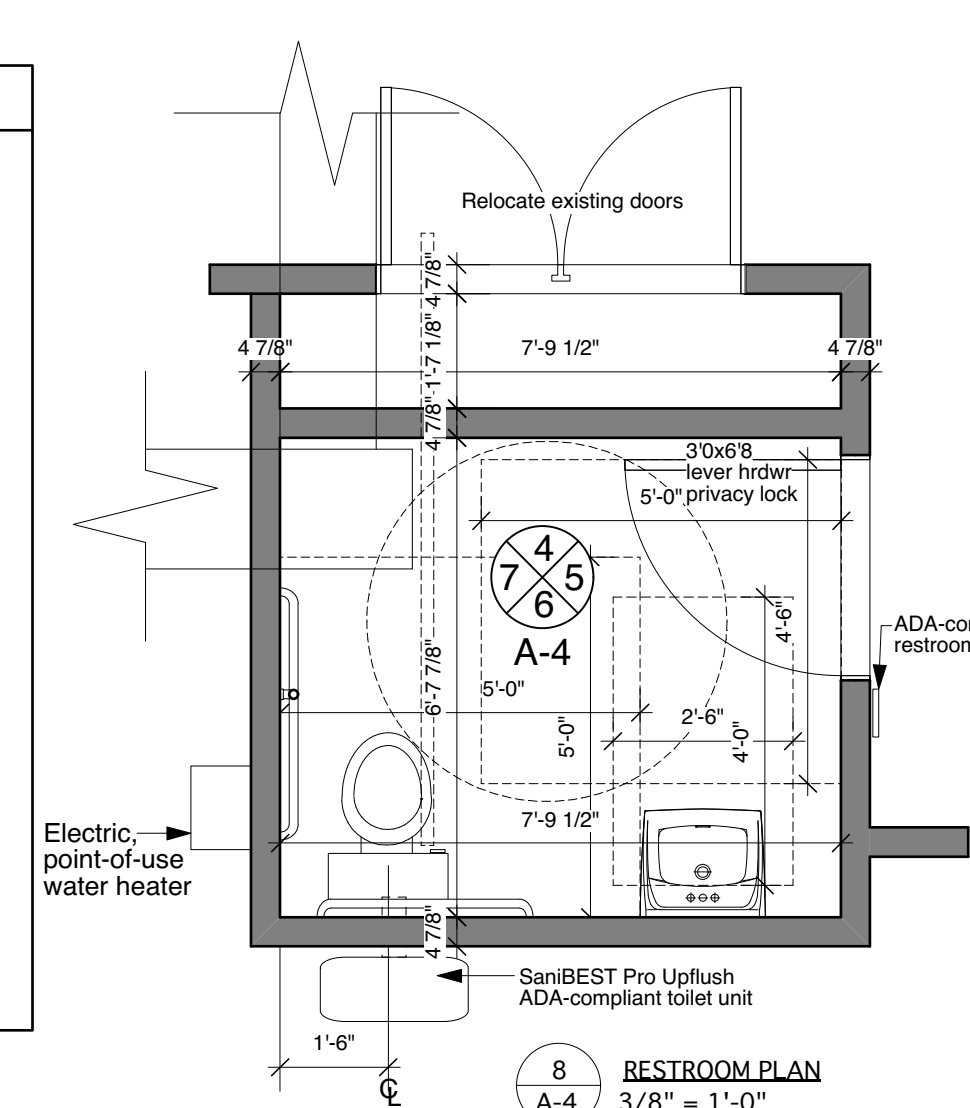 Relocate existing doors
4 7/8"
4 7/8"
7'-9 1/2"
4 7/8"
1'-7 1/8"
4 7/8"
3'0x6'8
lever hrdwr
privacy lock
5'-0"
4
7 5
6
A-4
4'-6"
6'-7 7/8"
5'-0"
2'-6"
5'-0"
4'-0"
7'-9 1/2"
restroom
Electric,
point-of-use
water heater
4 7/8"
SaniBEST Pro Upflush
ADA-compliant toilet unit
1'-6"
CL
8
A-4
RESTROOM PLAN
3/8" = 1'-0"